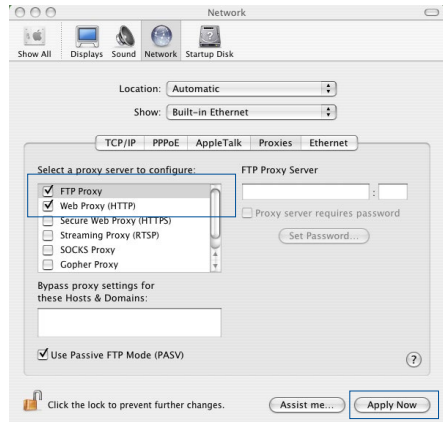 Network
Show All Displays Sound Network Startup Disk
Location: Automatic
Show: Built-in Ethernet
TCP/IP PPPoE AppleTalk Proxies Ethernet
Select a proxy server to configure:
FTP Proxy
Web Proxy (HTTP)
Secure Web Proxy (HTTPS)
Streaming Proxy (RTSP)
SOCKS Proxy
Gopher Proxy
FTP Proxy Server
:
Proxy server requires password
Set Password...
Bypass proxy settings for
these Hosts & Domains:
Use Passive FTP Mode (PASV)
?
Click the lock to prevent further changes.
Assist me... Apply Now